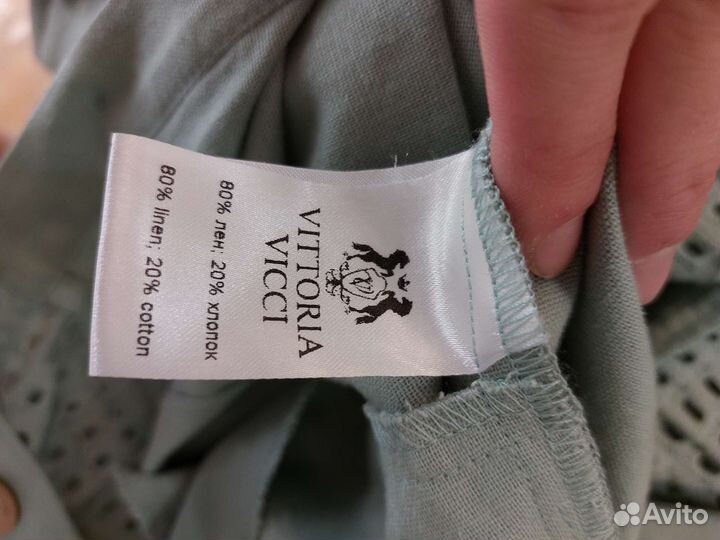 VITTORIA
VICCI
80% лен; 20% хлопок
80% linen; 20% cotton
Avito